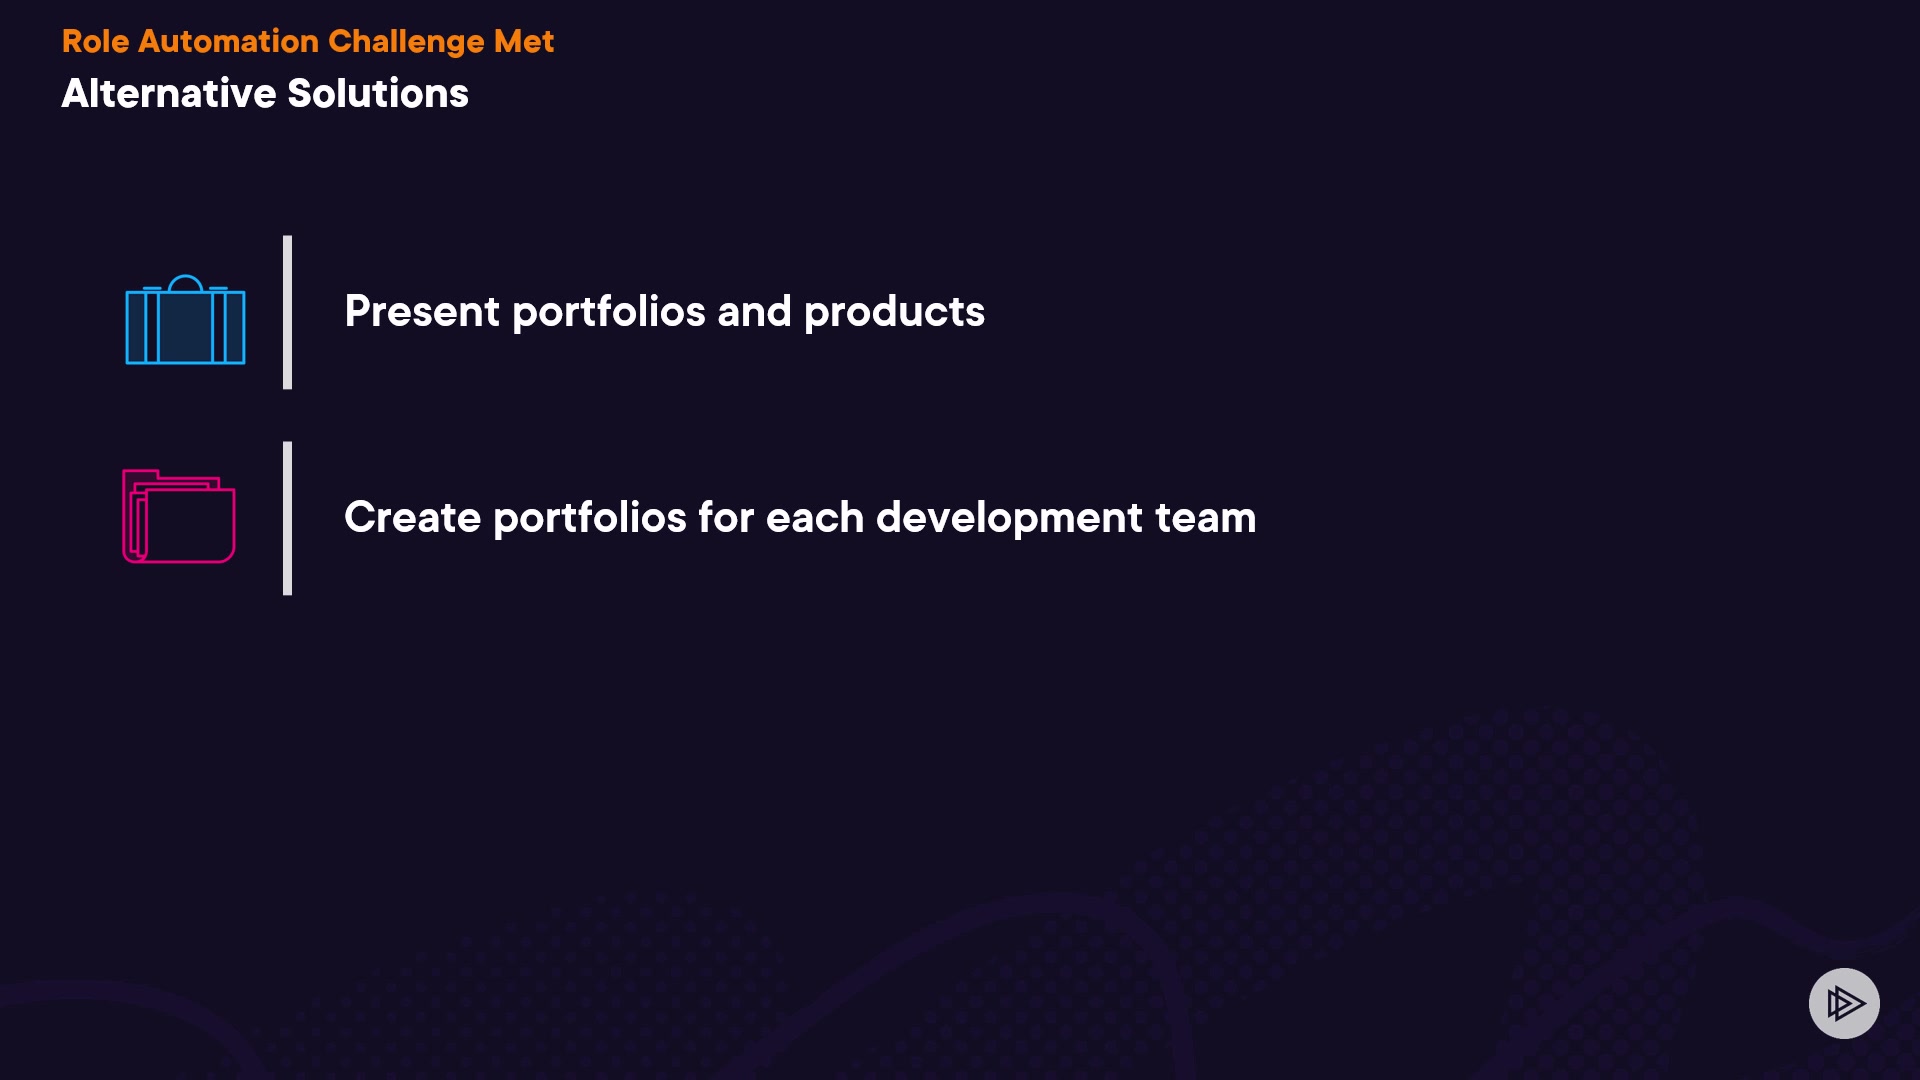 Role Automation Challenge Met
Alternative Solutions
Present portfolios and products
Create portfolios for each development team